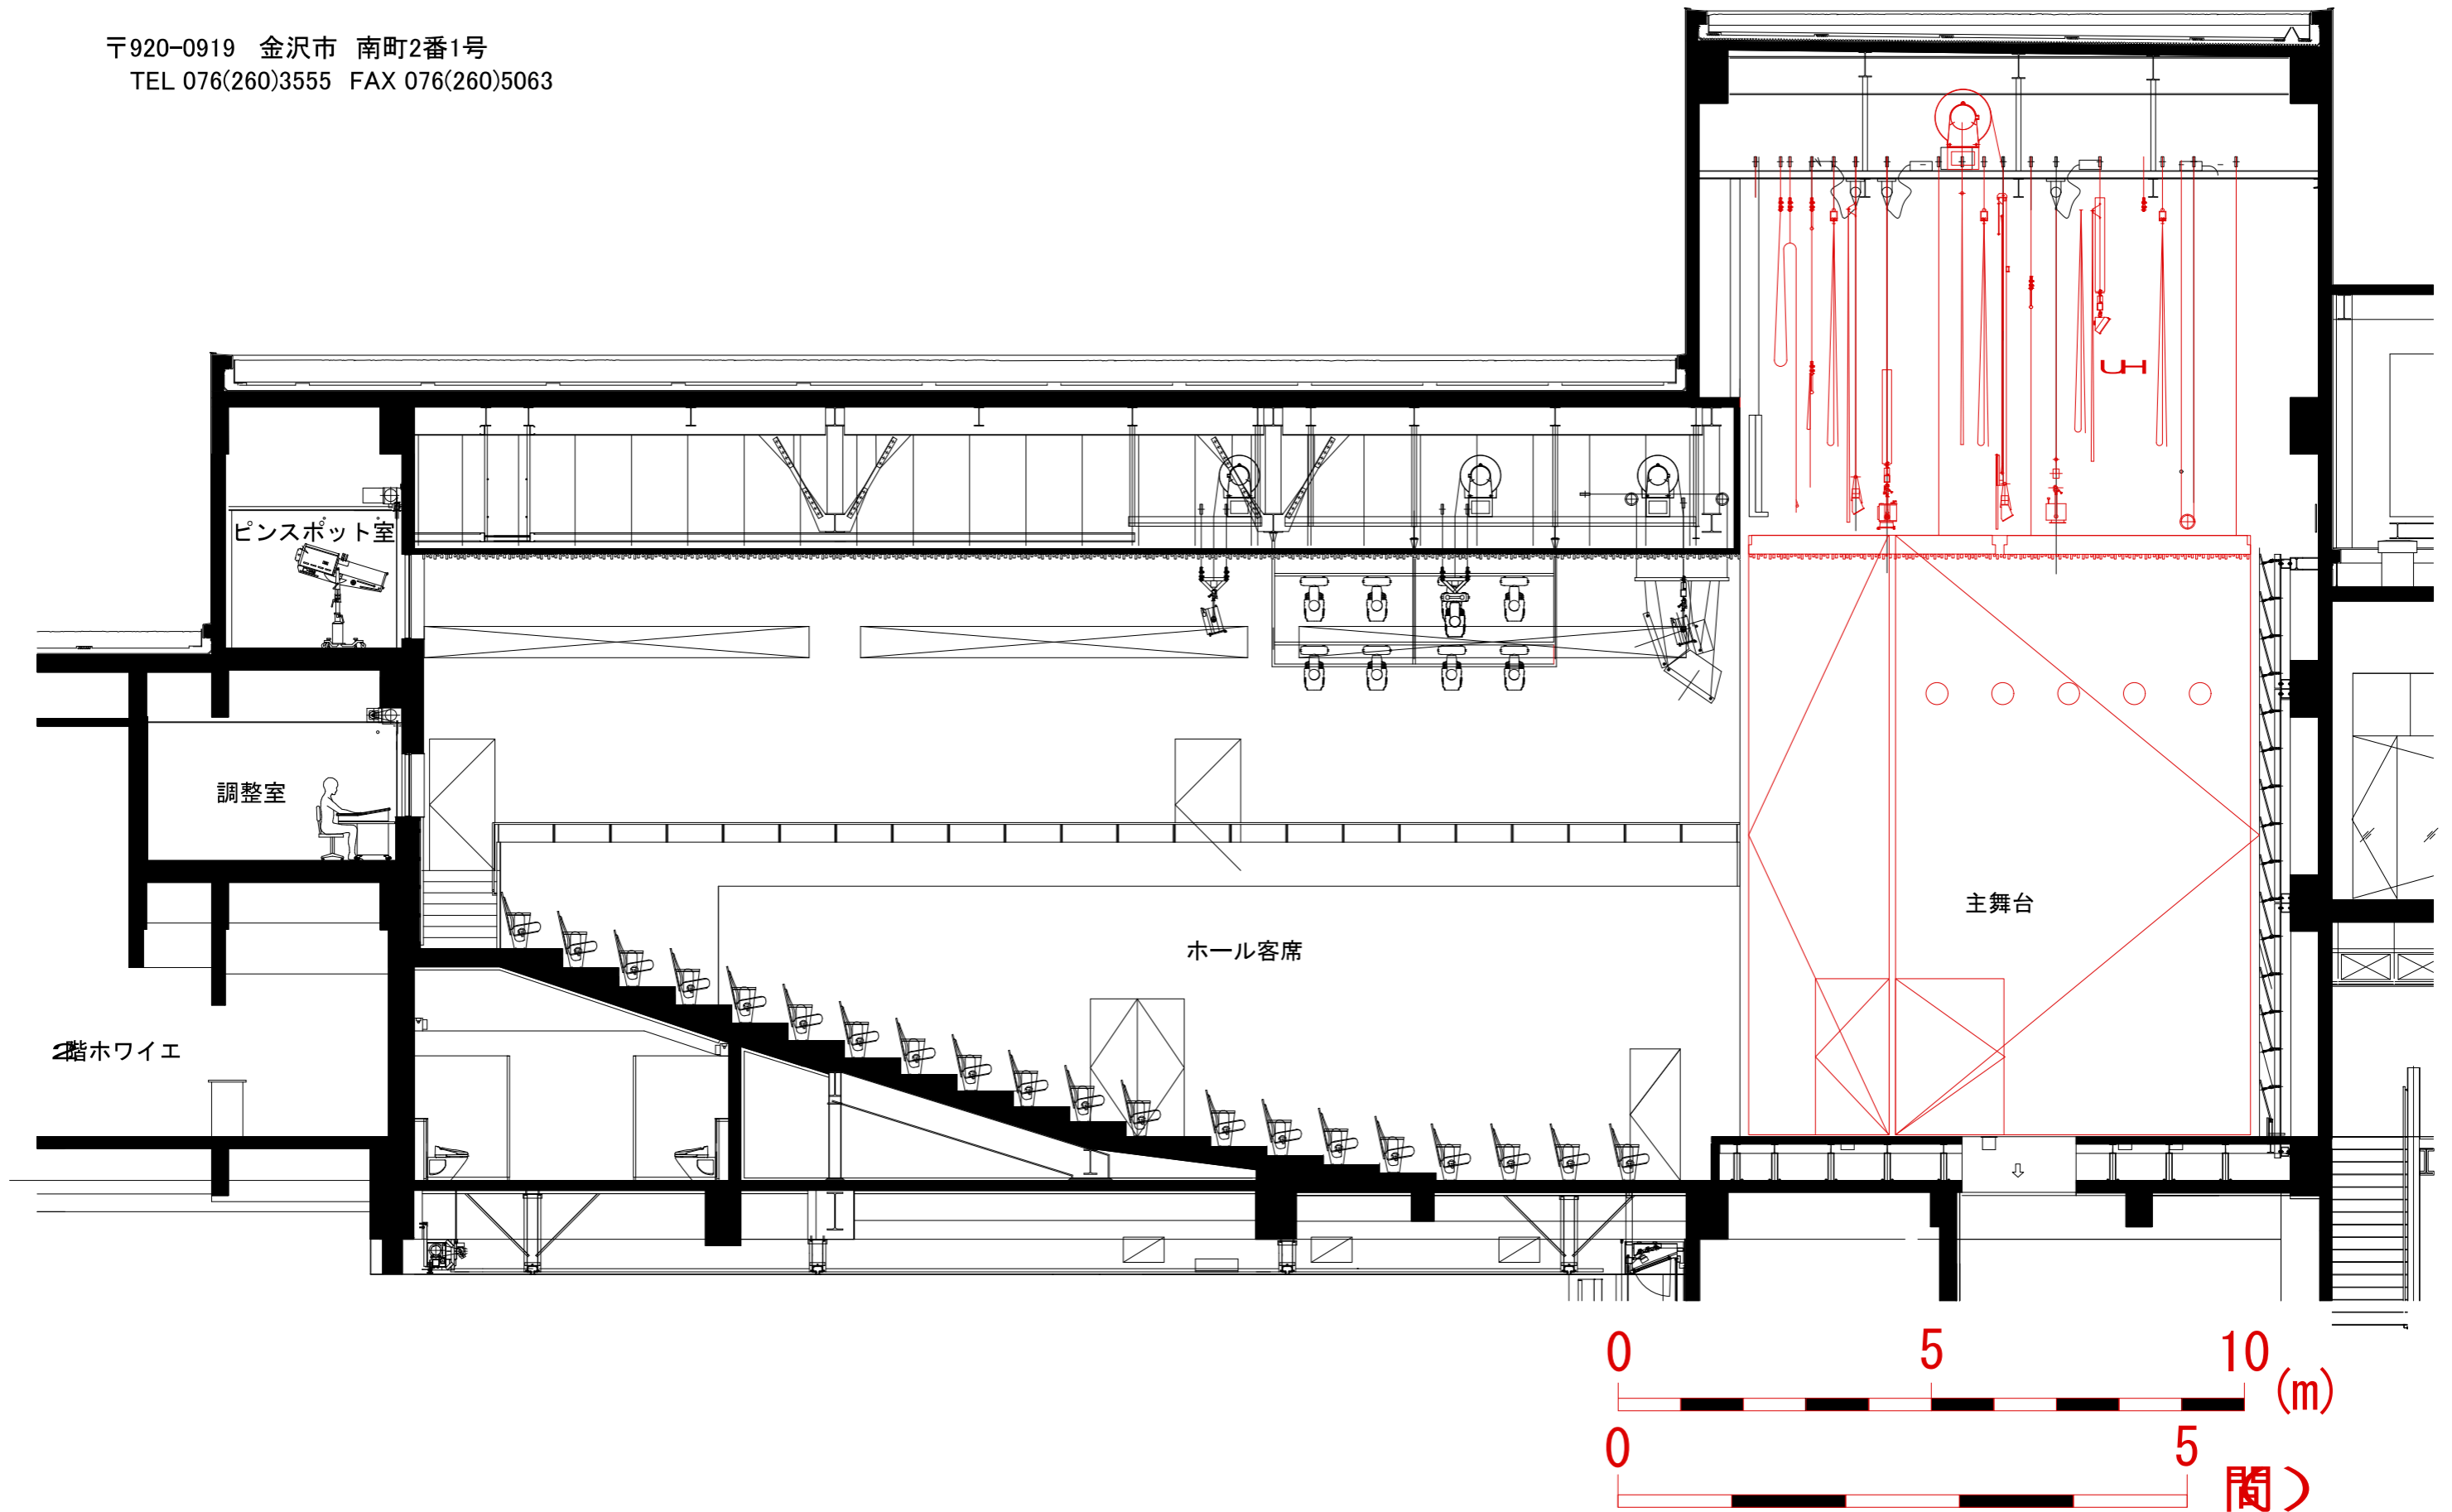 〒920-0919 金沢市 南町2番1号
TEL 076(260)3555 FAX 076(260)5063
ピンスポット室
調整室
主舞台
ホール客席
2階ホワイエ
0 5 10
(m)
0 5
間)